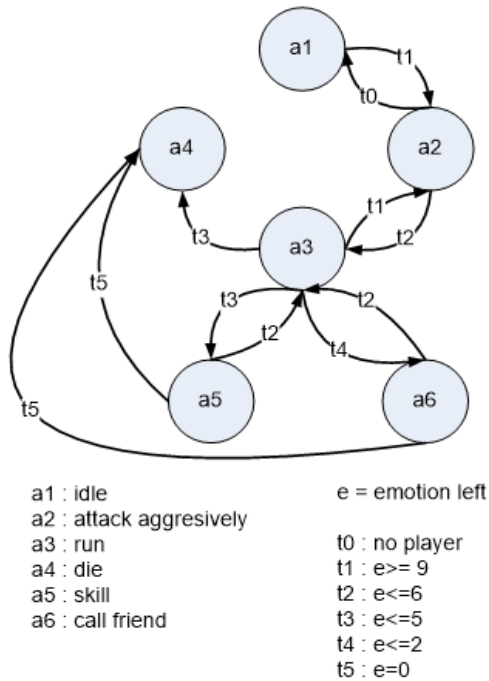 a1
t1
t0
a4
a2
t1
t3
a3
t2
t5
t3
t2
t2
t4
a5
a6
t5
a1 : idle
a2 : attack aggresively
a3 : run
a4 : die
a5 : skill
a6 : call friend
e = emotion left
t0 : no player
t1 : e>= 9
t2 : e<=6
t3 : e<=5
t4 : e<=2
t5 : e=0